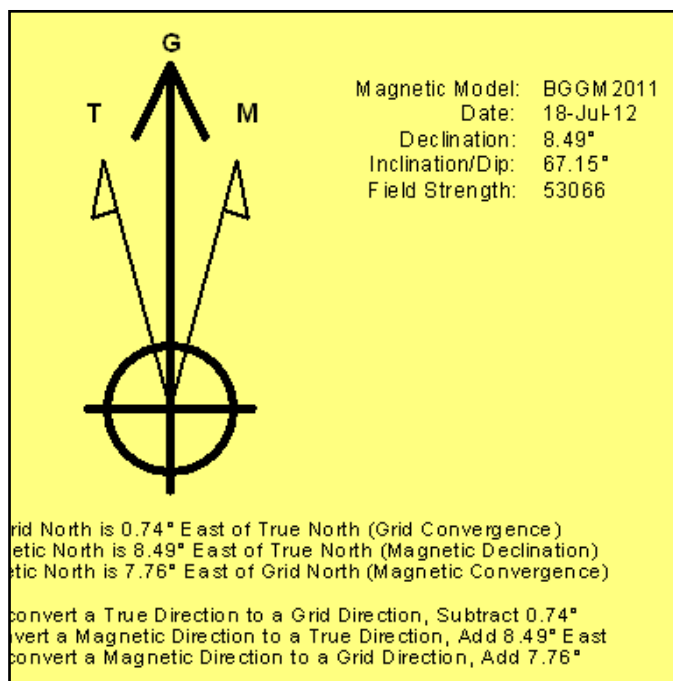 G
T M
Magnetic Model: BGGM2011
Date: 18-Jul-12
Declination: 8.49°
Inclination/Dip: 67.15°
Field Strength: 53066
rid North is 0.74° East of True North (Grid Convergence)
etic North is 8.49° East of True North (Magnetic Declination)
etic North is 7.76° East of Grid North (Magnetic Convergence)
convert a True Direction to a Grid Direction, Subtract 0.74°
vert a Magnetic Direction to a True Direction, Add 8.49° East
convert a Magnetic Direction to a Grid Direction, Add 7.76°